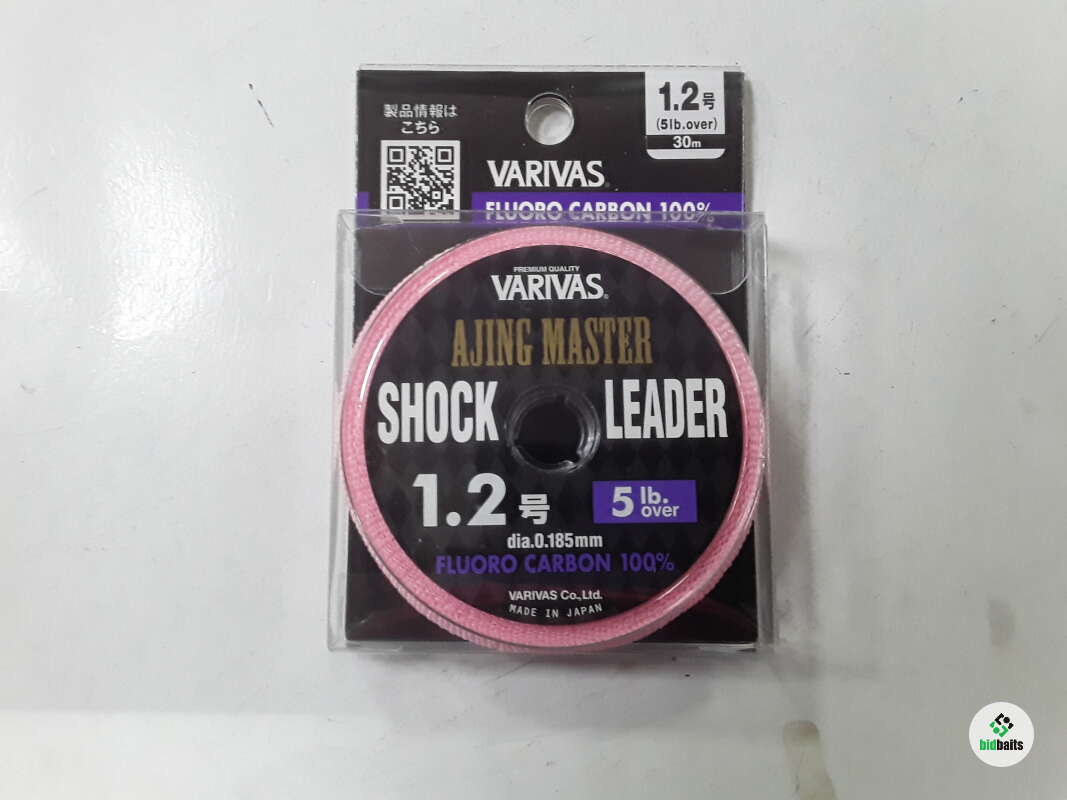 製品情報は
こちら
1.2号
(5lb.over)
30m
VARIVAS®
FLUORO CARBON 100%
PREMIUM QUALITY
VARIVAS®
AJING MASTER
SHOCK LEADER
1.2号
5 lb. over
dia.0.185mm
FLUORO CARBON 100%
VARIVAS Co.,Ltd.
MADE IN JAPAN
bidbaits